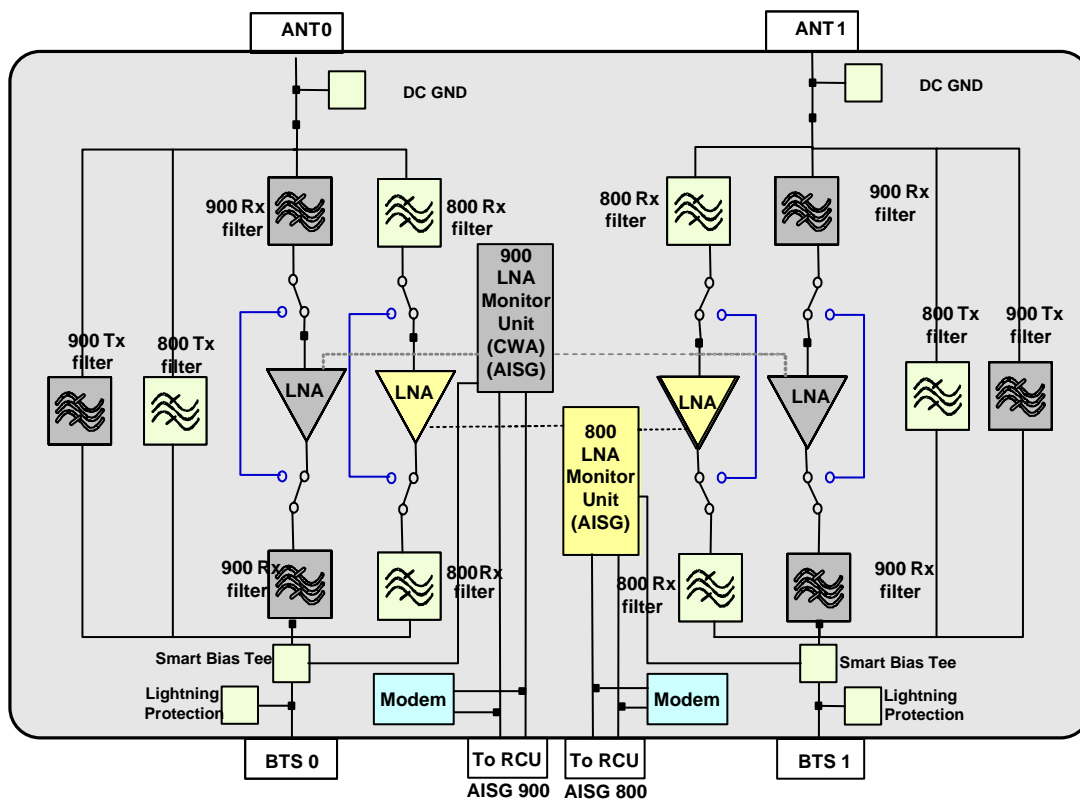 ANT0
ANT 1
DC GND
DC GND
900 Rx
filter
800 Rx
filter
800 Rx
filter
900 Rx
filter
900
LNA
Monitor
Unit
(CWA)
(AISG)
900 Tx
filter
800 Tx
filter
800 Tx
filter
900 Tx
filter
LNA
LNA
LNA
LNA
800
LNA
Monitor
Unit
(AISG)
900 Rx
filter
800Rx
filter
800 Rx
filter
900 Rx
filter
Smart Bias Tee
Smart Bias Tee
Lightning
Protection
Modem
Modem
Lightning
Protection
BTS 0
To RCU
To RCU
BTS 1
AISG 900
AISG 800